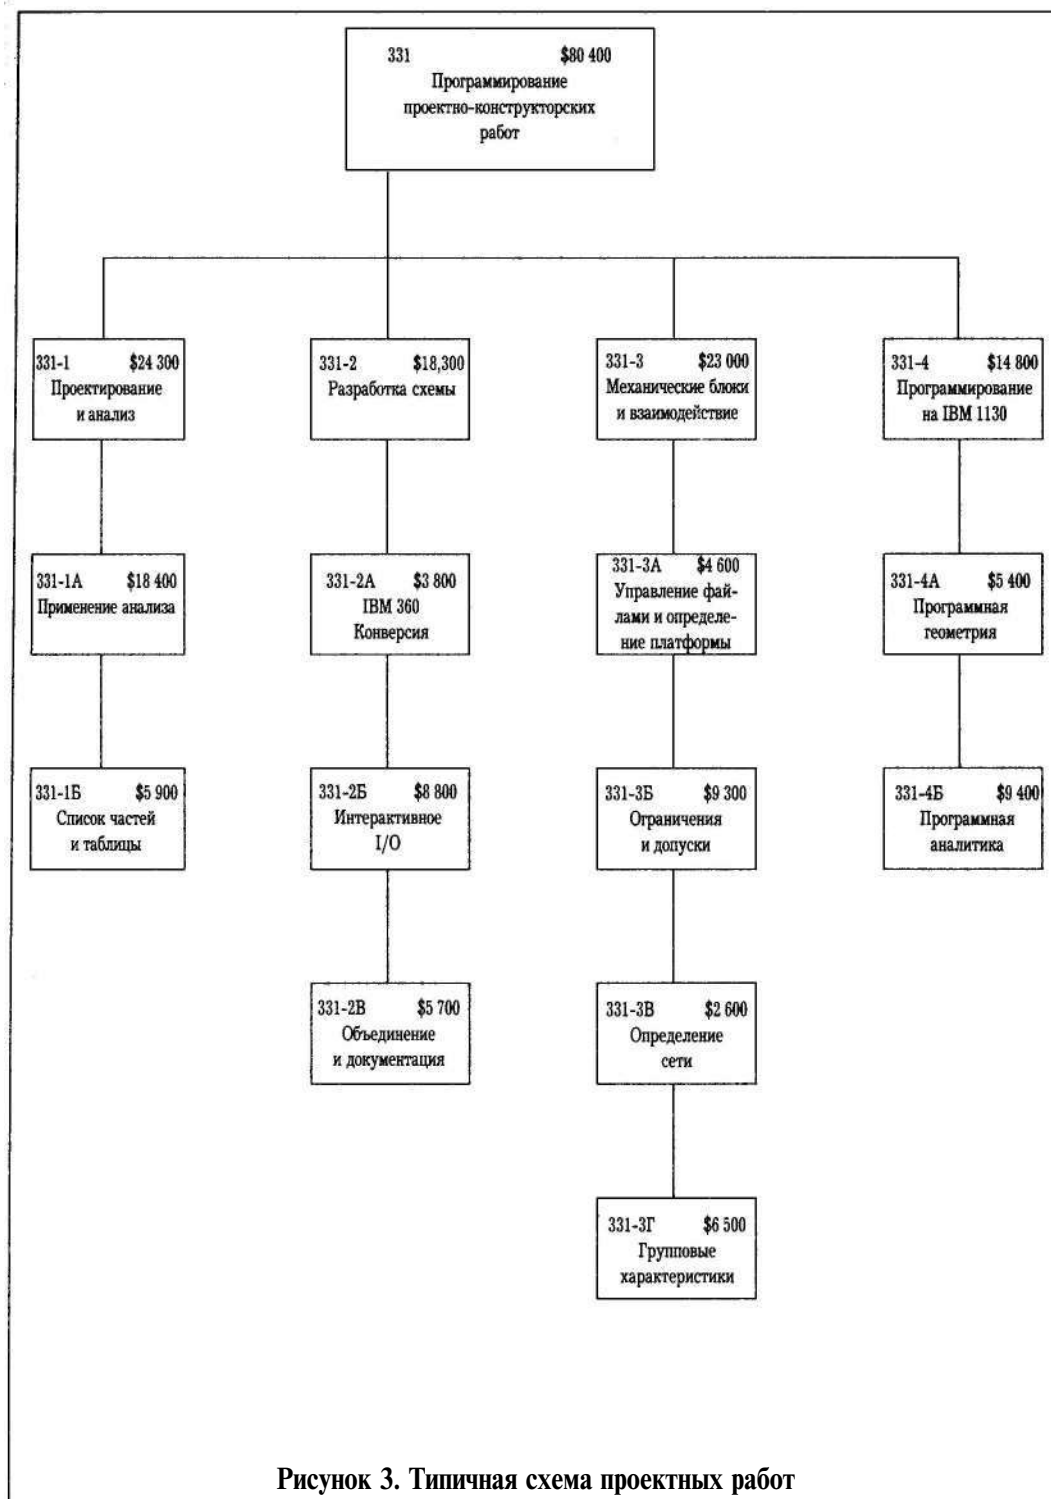 331 $80 400
Программирование
проектно-конструкторских
работ
331-1 $24 300
Проектирование
и анализ
331-2 $18,300
Разработка схемы
331-3 $23 000
Механические блоки
и взаимодействие
331-4 $14 800
Программирование
на IBM 1130
331-1А $18 400
Применение анализа
331-2А $3 800
IBM 360
Конверсия
331-3А $4 600
Управление фай-
лами и определе-
ние платформы
331-4А $5 400
Программная
геометрия
331-1Б $5 900
Список частей
и таблицы
331-2Б $8 800
Интерактивное
I/O
331-3Б $9 300
Ограничения
и допуски
331-4Б $9 400
Программная
аналитика
331-2В $5 700
Объединение
и документация
331-3В $2 600
Определение
сети
331-3Г $6 500
Групповые
характеристики
Рисунок 3. Типичная схема проектных работ